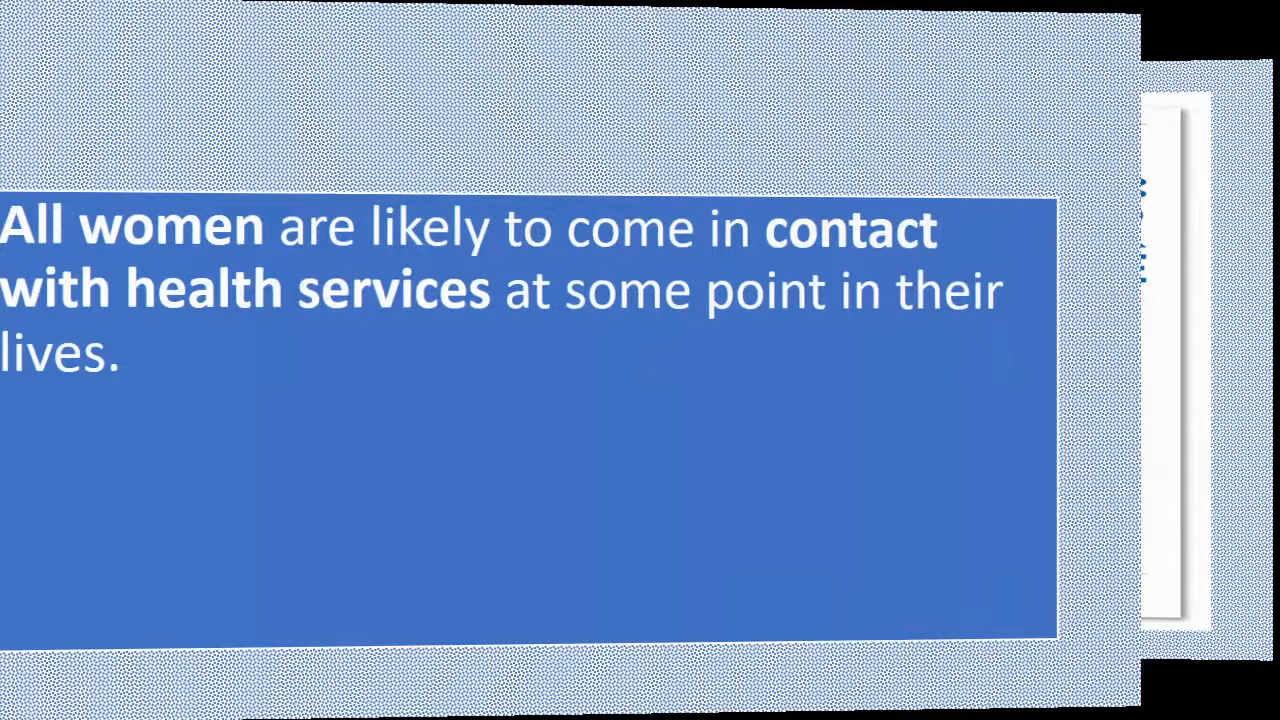 All women are likely to come in contact
with health services at some point in their
lives.